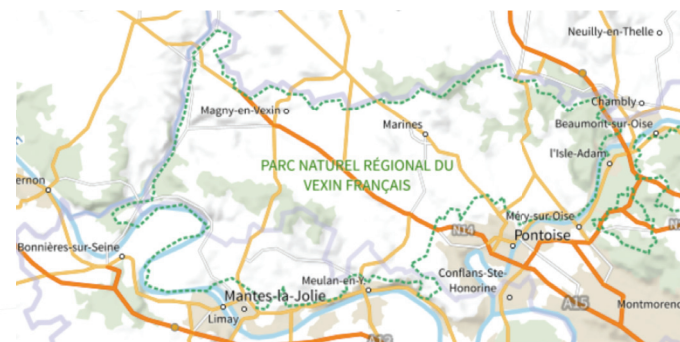 Neuilly-en-Thelle
Chambly
Magny-en-Vexin
Marines
Beaumont-sur-Oise
l'Isle-Adam
PARC NATUREL RÉGIONAL DU
VEXIN FRANÇAIS
ernon
Méry-sur-Oise
N14
Pontoise
Bonnières-sur-Seine
Meulan-en-Y.
Conflans-Ste-
Honorine
Mantes-la-Jolie
Limay
A15
Montmorenc
A13